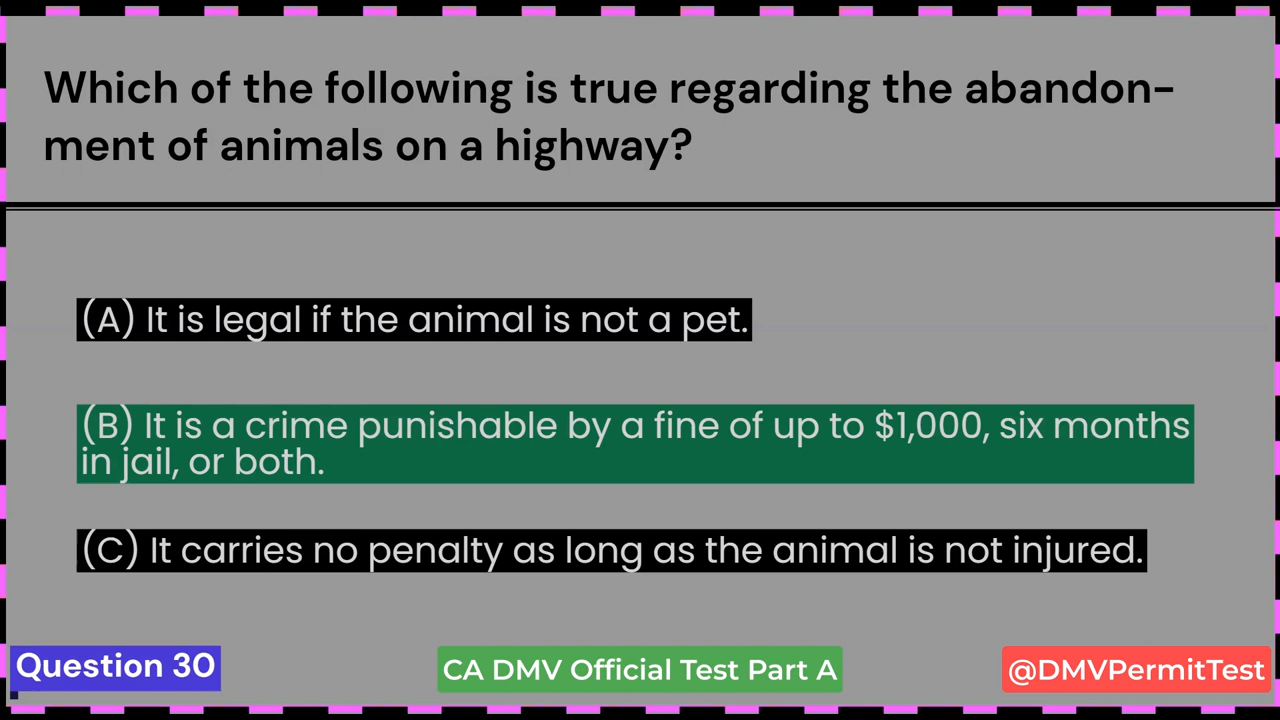 Which of the following is true regarding the abandon-
ment of animals on a highway?
(A) It is legal if the animal is not a pet.
(B) It is a crime punishable by a fine of up to $1,000, six months
in jail, or both.
(C) It carries no penalty as long as the animal is not injured.
Question 30
CA DMV Official Test Part A
@DMVPermitTest